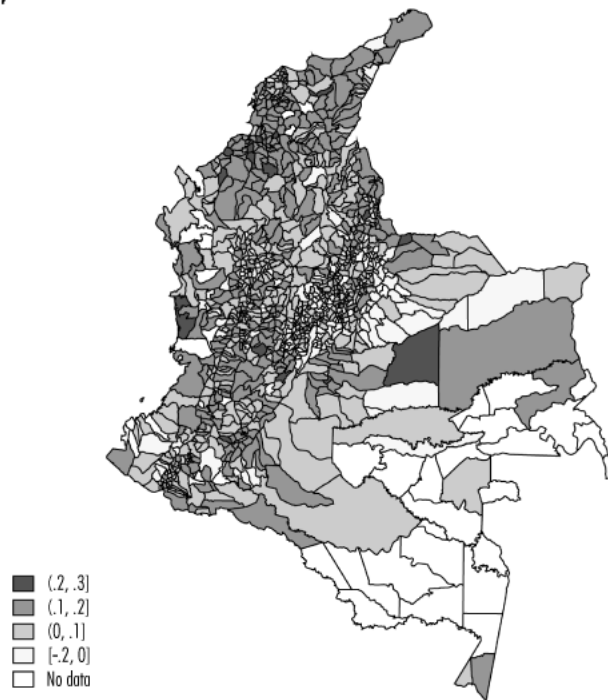 (.2, .3]
(.1, .2]
(0, .1]
[-.2, 0]
No data